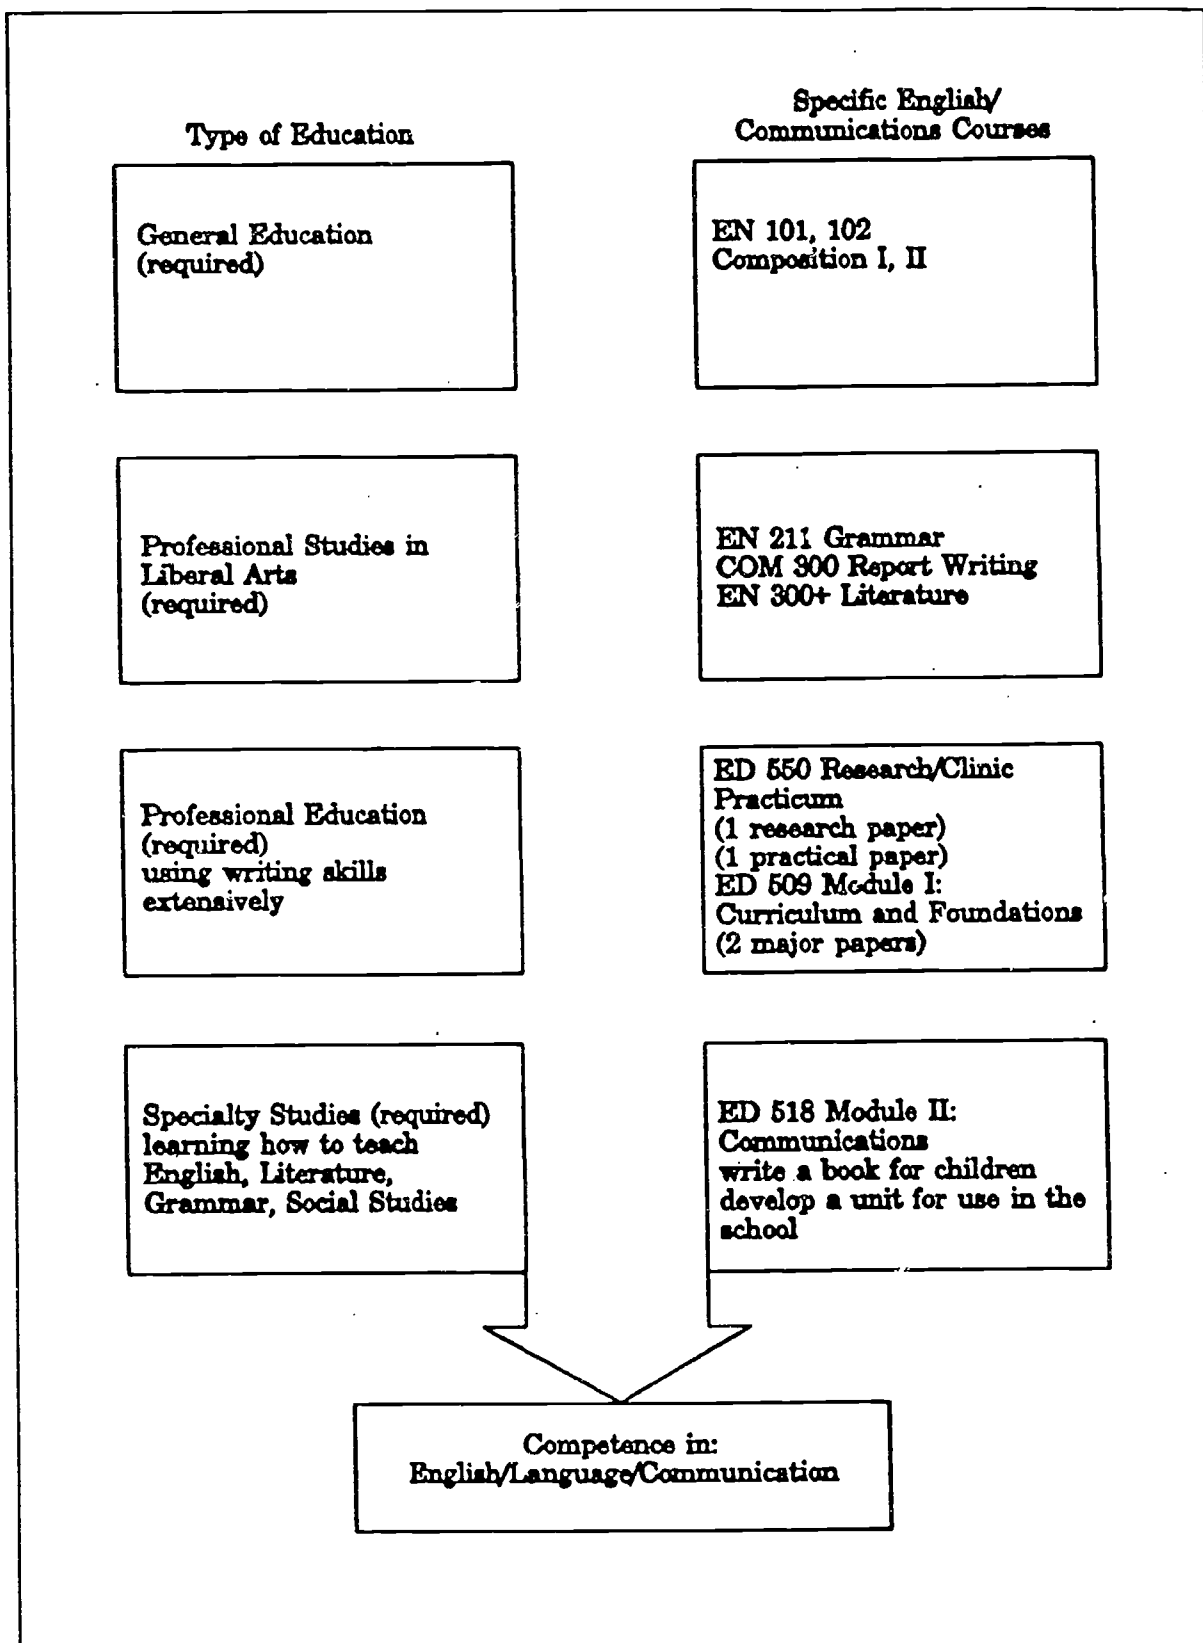 Type of Education
Specific English/
Communications Courses
General Education
(required)
EN 101, 102
Composition I, II
Professional Studies in
Liberal Arts
(required)
EN 211 Grammar
COM 300 Report Writing
EN 300+ Literature
Professional Education
(required)
using writing skills
extensively
ED 550 Research/Clinic
Practicum
(1 research paper)
(1 practical paper)
ED 509 Module I:
Curriculum and Foundations
(2 major papers)
Specialty Studies (required)
learning how to teach
English, Literature,
Grammar, Social Studies
ED 518 Module II:
Communications
write a book for children
develop a unit for use in the
school
Competence in:
English/Language/Communication